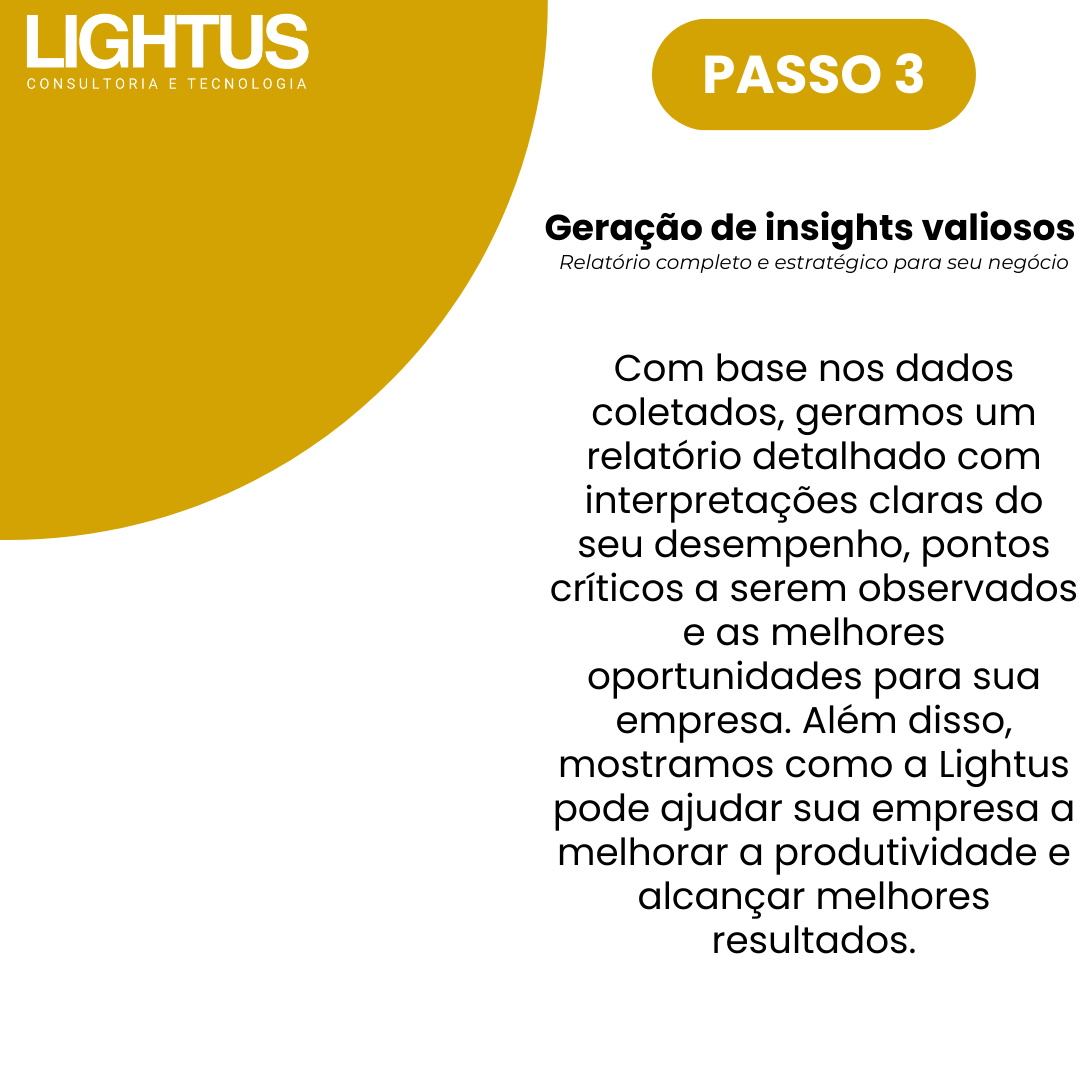 LIGHTUS
CONSULTORIA E TECNOLOGIA
PASSO 3
Geração de insights valiosos
Relatório completo e estratégico para seu negócio
Com base nos dados
coletados, geramos um
relatório detalhado com
interpretações claras do
seu desempenho, pontos
críticos a serem observados
e as melhores
oportunidades para sua
empresa. Além disso,
mostramos como a Lightus
pode ajudar sua empresa a
melhorar a produtividade e
alcançar melhores
resultados.